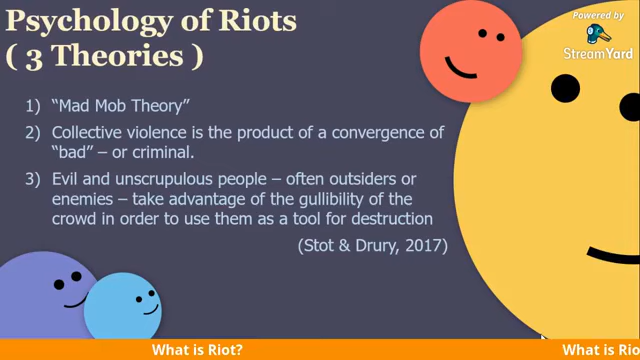 Psychology of Riots
( 3 Theories )
Powered by
StreamYard
1) “Mad Mob Theory”
2) Collective violence is the product of a convergence of
“bad” – or criminal.
3) Evil and unscrupulous people – often outsiders or
enemies – take advantage of the gullibility of the
crowd in order to use them as a tool for destruction
(Stot & Drury, 2017)
What is Riot? What is Rio